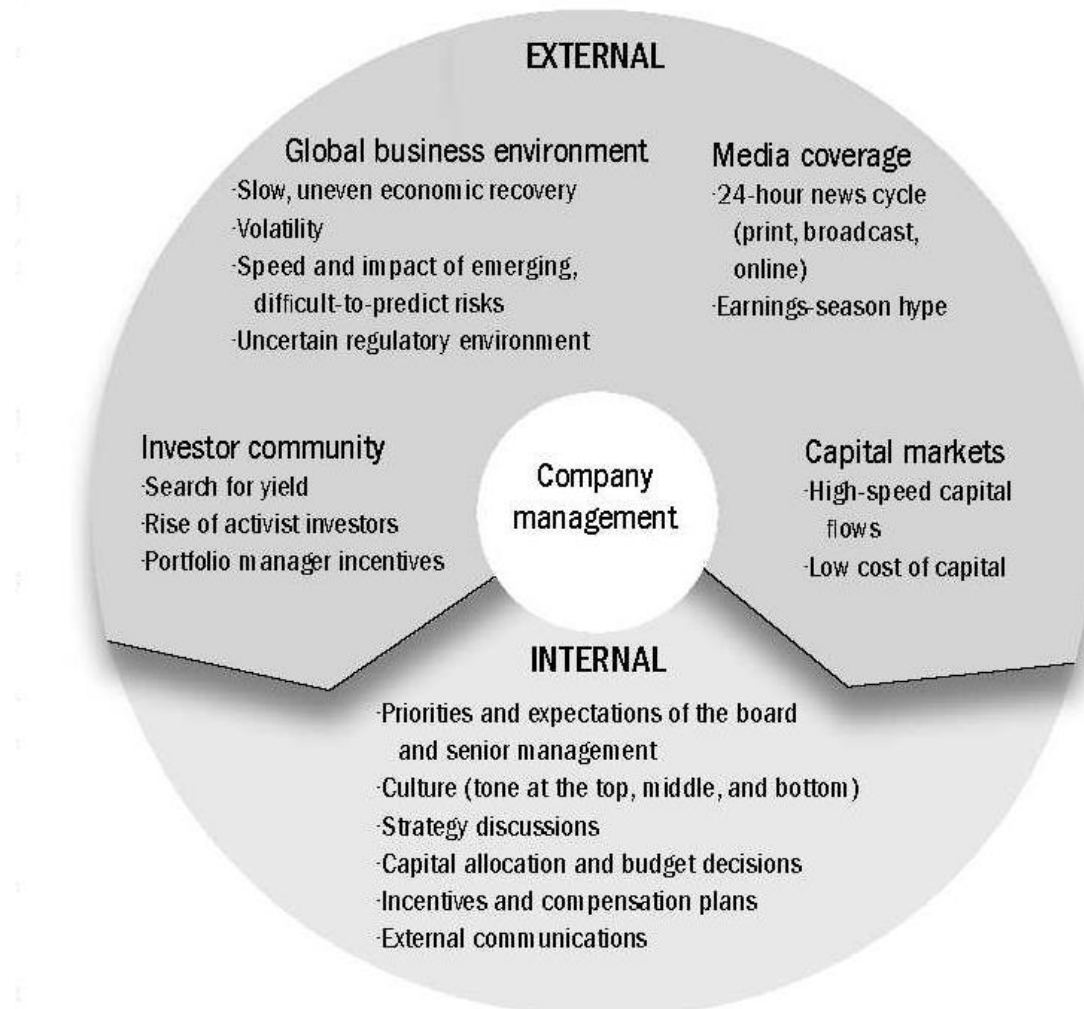 EXTERNAL
Global business environment
·Slow, uneven economic recovery
·Volatility
·Speed and impact of emerging,
difficult-to-predict risks
·Uncertain regulatory environment
Media coverage
·24-hour news cycle
(print, broadcast,
online)
·Earnings-season hype
Investor community
·Search for yield
·Rise of activist investors
·Portfolio manager incentives
Company
management
Capital markets
·High-speed capital
flows
·Low cost of capital
INTERNAL
·Priorities and expectations of the board
and senior management
·Culture (tone at the top, middle, and bottom)
·Strategy discussions
·Capital allocation and budget decisions
·Incentives and compensation plans
·External communications